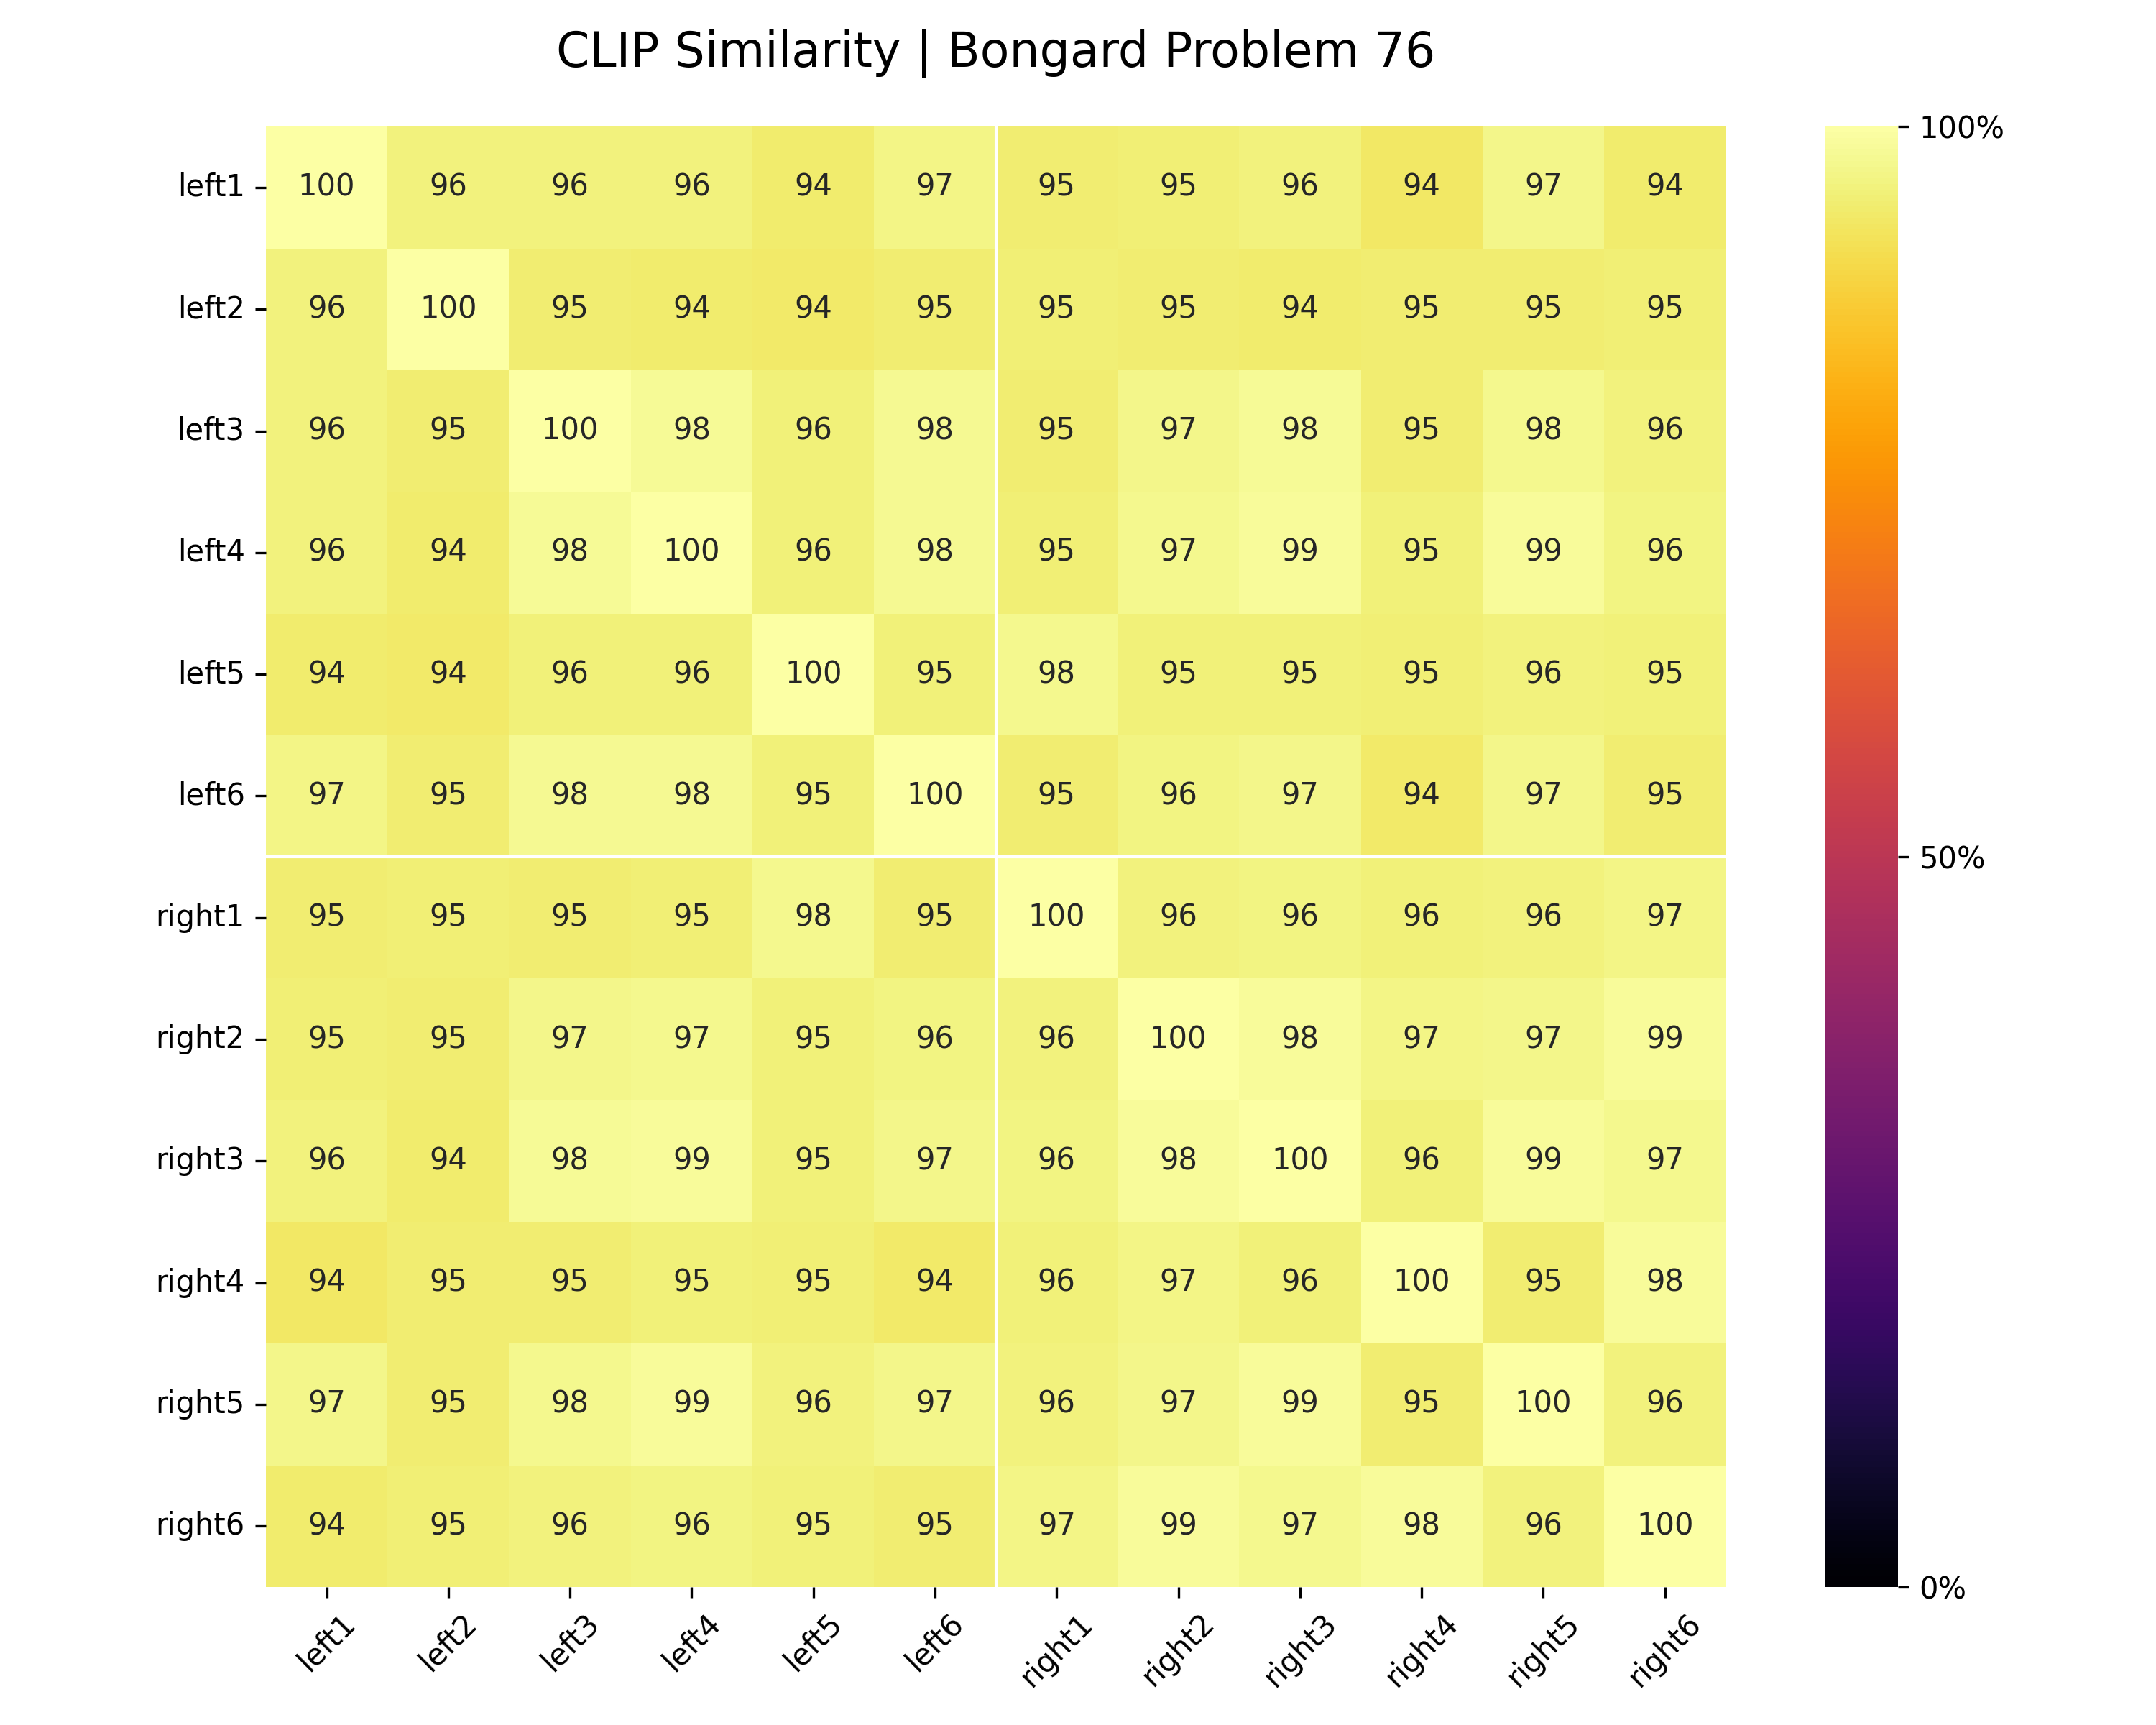 CLIP Similarity | Bongard Problem 76
left1 100 96 96 96 94 97 95 95 96 94 97 94
left2 96 100 95 94 94 95 95 95 94 95 95 95
left3 96 95 100 98 96 98 95 97 98 95 98 96
left4 96 94 98 100 96 98 95 97 99 95 99 96
left5 94 94 96 96 100 95 98 95 95 95 96 95
left6 97 95 98 98 95 100 95 96 97 94 97 95
right1 95 95 95 95 98 95 100 96 96 96 96 97
right2 95 95 97 97 95 96 96 100 98 97 97 99
right3 96 94 98 99 95 97 96 98 100 96 99 97
right4 94 95 95 95 95 94 96 97 96 100 95 98
right5 97 95 98 99 96 97 96 97 99 95 100 96
right6 94 95 96 96 95 95 97 99 97 98 96 100
left1 left2 left3 left4 left5 left6 right1 right2 right3 right4 right5 right6
100%
50%
0%